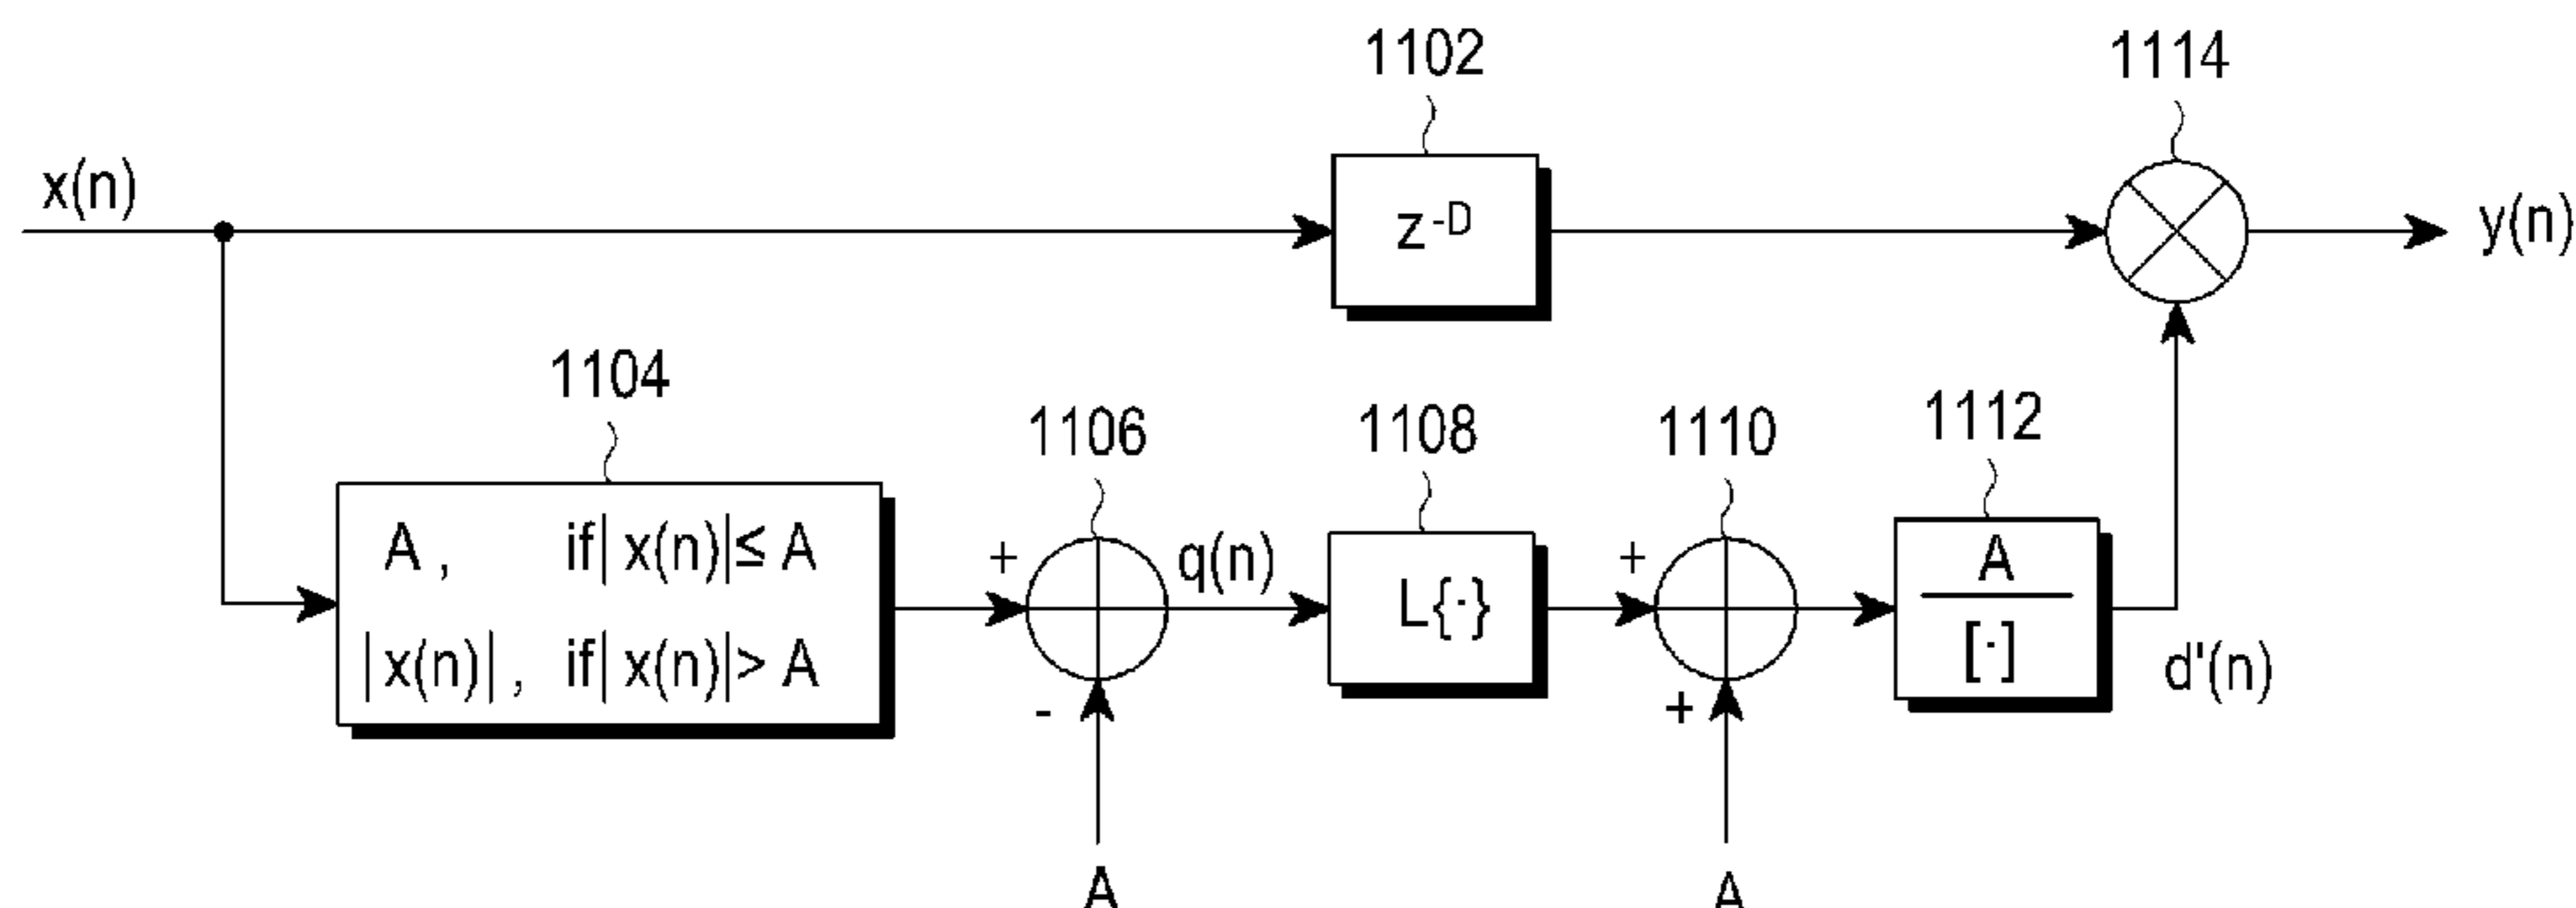 1102
1114
x(n)
z⁻ᴰ
y(n)
1104
1106
1108
1110
1112
A , if| x(n)|≤ A
| x(n)| , if| x(n)|> A
+
-
q(n)
L{·}
+
+
A
[·]
d'(n)
A
A